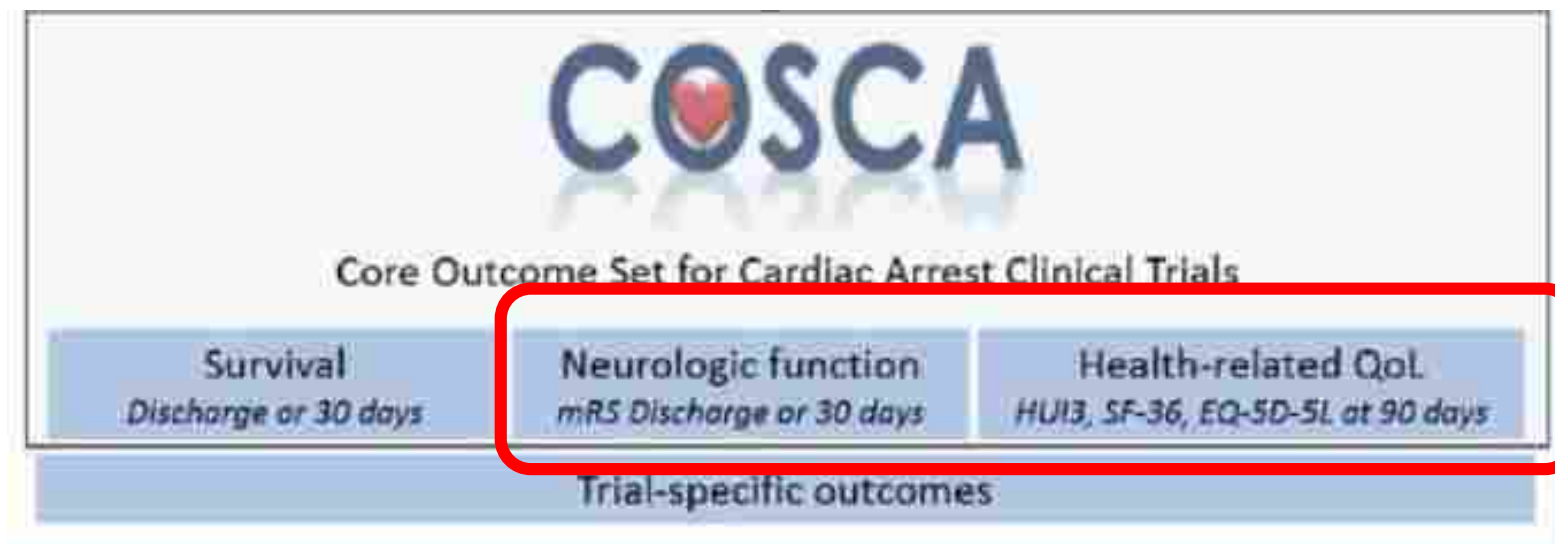 COSCA
Core Outcome Set for Cardiac Arrest Clinical Trials
Survival
Discharge or 30 days
Neurologic function
mRS Discharge or 30 days
Health-related QoL
HUI3, SF-36, EQ-5D-5L at 90 days
Trial-specific outcomes